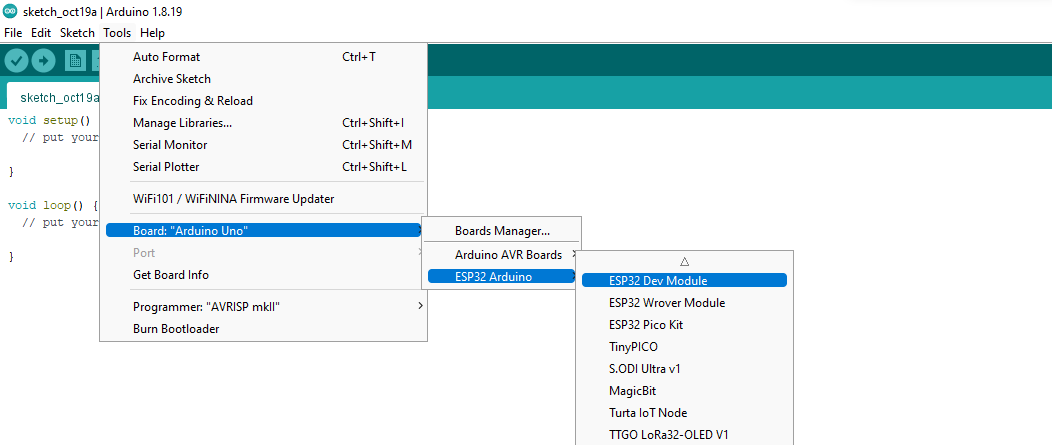 sketch_oct19a | Arduino 1.8.19
File Edit Sketch Tools Help
sketch_oct19a
void setup()
// put your
}
void loop() {
// put your
}
Auto Format Ctrl+T
Archive Sketch
Fix Encoding & Reload
Manage Libraries... Ctrl+Shift+I
Serial Monitor Ctrl+Shift+M
Serial Plotter Ctrl+Shift+L
WiFi101 / WiFiNINA Firmware Updater
Board: "Arduino Uno"
Port
Get Board Info
Programmer: "AVRISP mkII"
Burn Bootloader
Boards Manager...
Arduino AVR Boards
ESP32 Arduino
ESP32 Dev Module
ESP32 Wrover Module
ESP32 Pico Kit
TinyPICO
S.ODI Ultra v1
MagicBit
Turta IoT Node
TTGO LoRa32-OLED V1